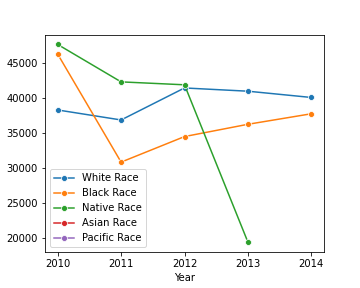 45000
40000
35000
30000
25000
20000
White Race
Black Race
Native Race
Asian Race
Pacific Race
2010 2011 2012 2013 2014
Year